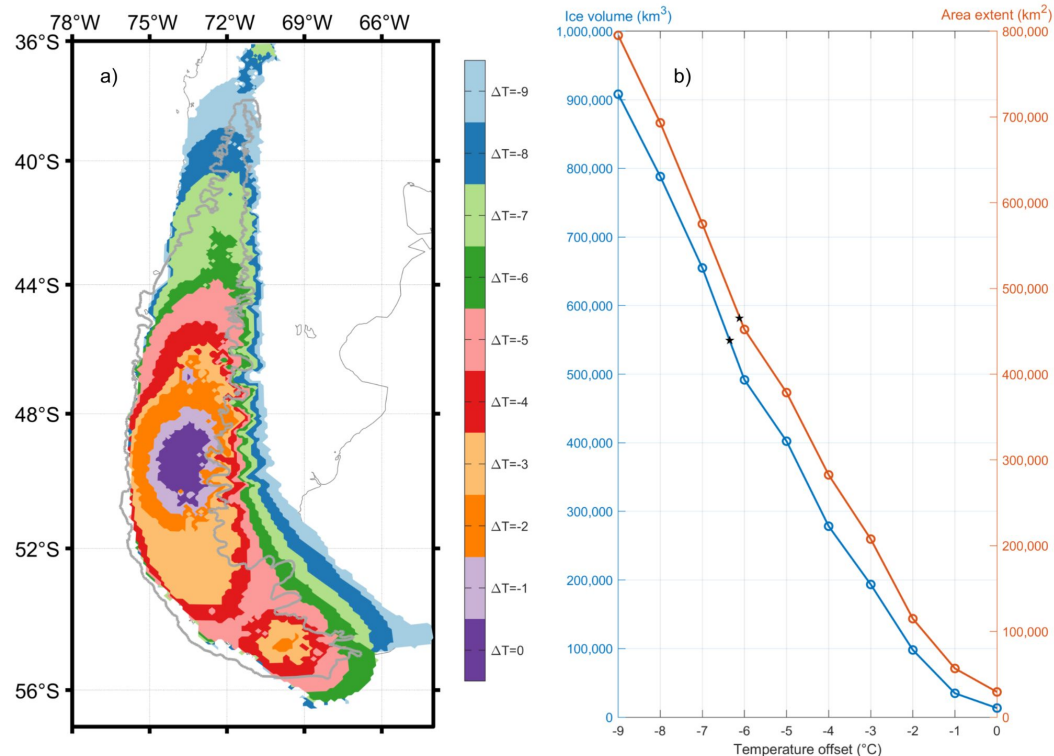 78°W 75°W 72°W 69°W 66°W
36°S
40°S
44°S
48°S
52°S
56°S
a)
ΔT=-9
ΔT=-8
ΔT=-7
ΔT=-6
ΔT=-5
ΔT=-4
ΔT=-3
ΔT=-2
ΔT=-1
ΔT=0
Ice volume (km³)
Area extent (km²)
b)
1,000,000
900,000
800,000
700,000
600,000
500,000
400,000
300,000
200,000
100,000
0
800,000
700,000
600,000
500,000
400,000
300,000
200,000
100,000
0
-9 -8 -7 -6 -5 -4 -3 -2 -1 0
Temperature offset (°C)